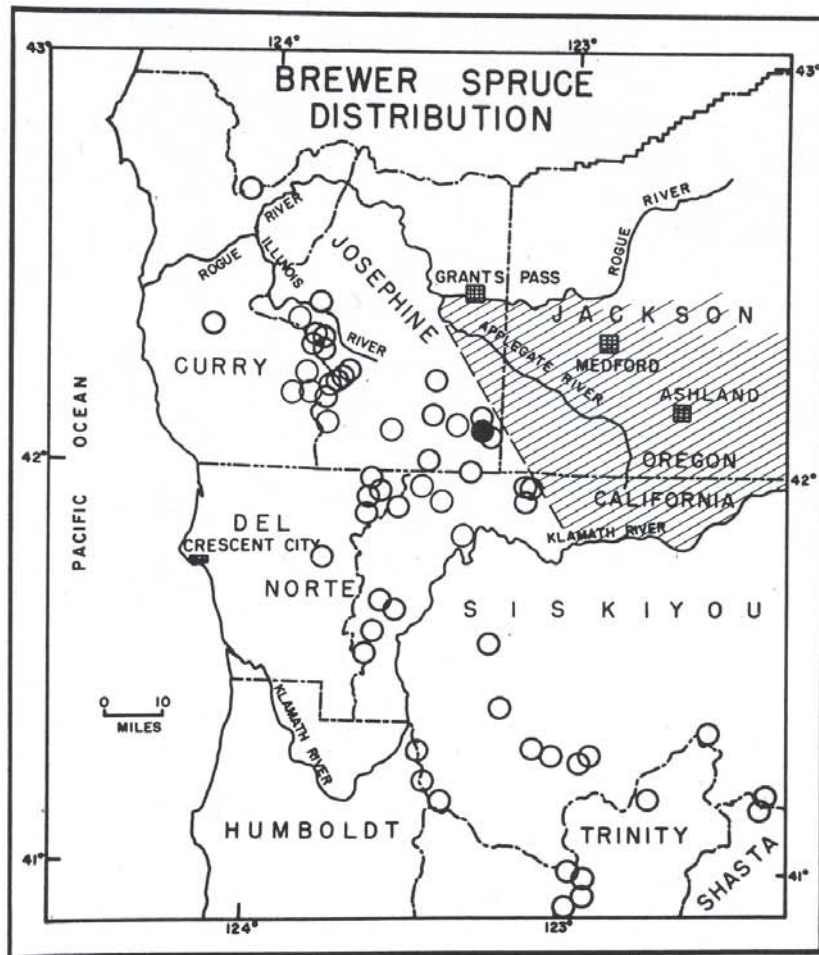 124°
123°
43°
43°
BREWER SPRUCE
DISTRIBUTION
RIVER
ROGUE
ILLINOIS
RIVER
JOSEPHINE
GRANTS PASS
ROGUE
RIVER
JACKSON
APPLEGATE RIVER
MEDFORD
CURRY
ASHLAND
PACIFIC OCEAN
42°
OREGON
42°
CALIFORNIA
DEL
CRESCENT CITY
NORTE
KLAMATH RIVER
SISKIYOU
0 10
MILES
KLAMATH RIVER
HUMBOLDT
TRINITY
SHASTA
41°
41°
124°
123°